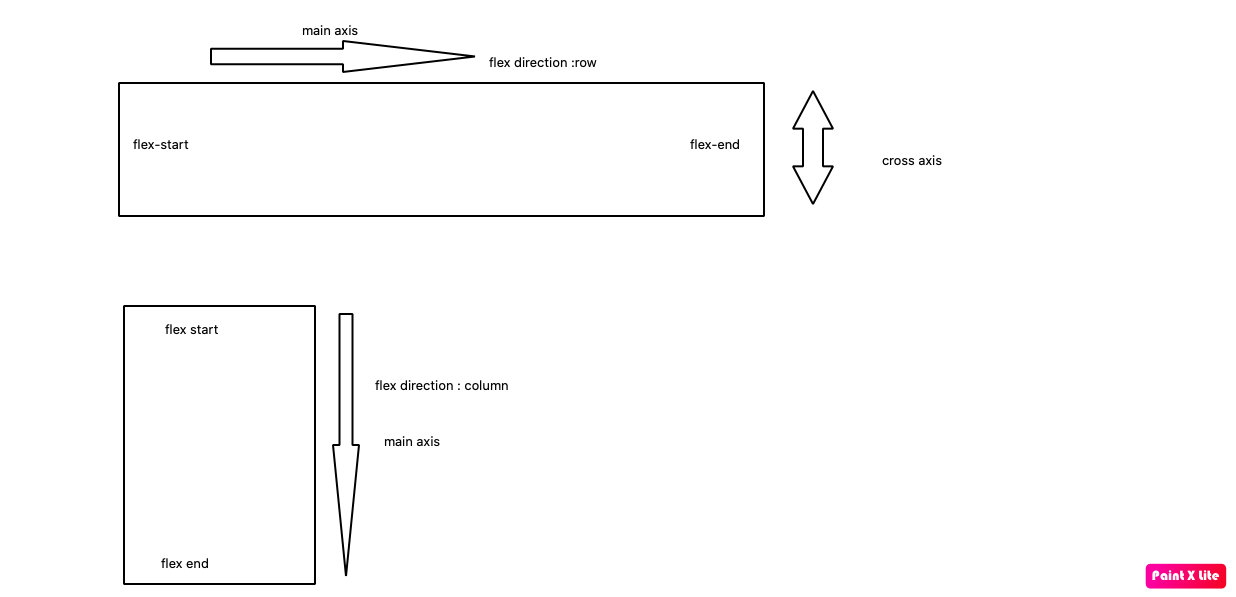 main axis
flex direction :row
flex-start
flex-end
cross axis
flex start
flex direction : column
main axis
flex end
Paint X lite